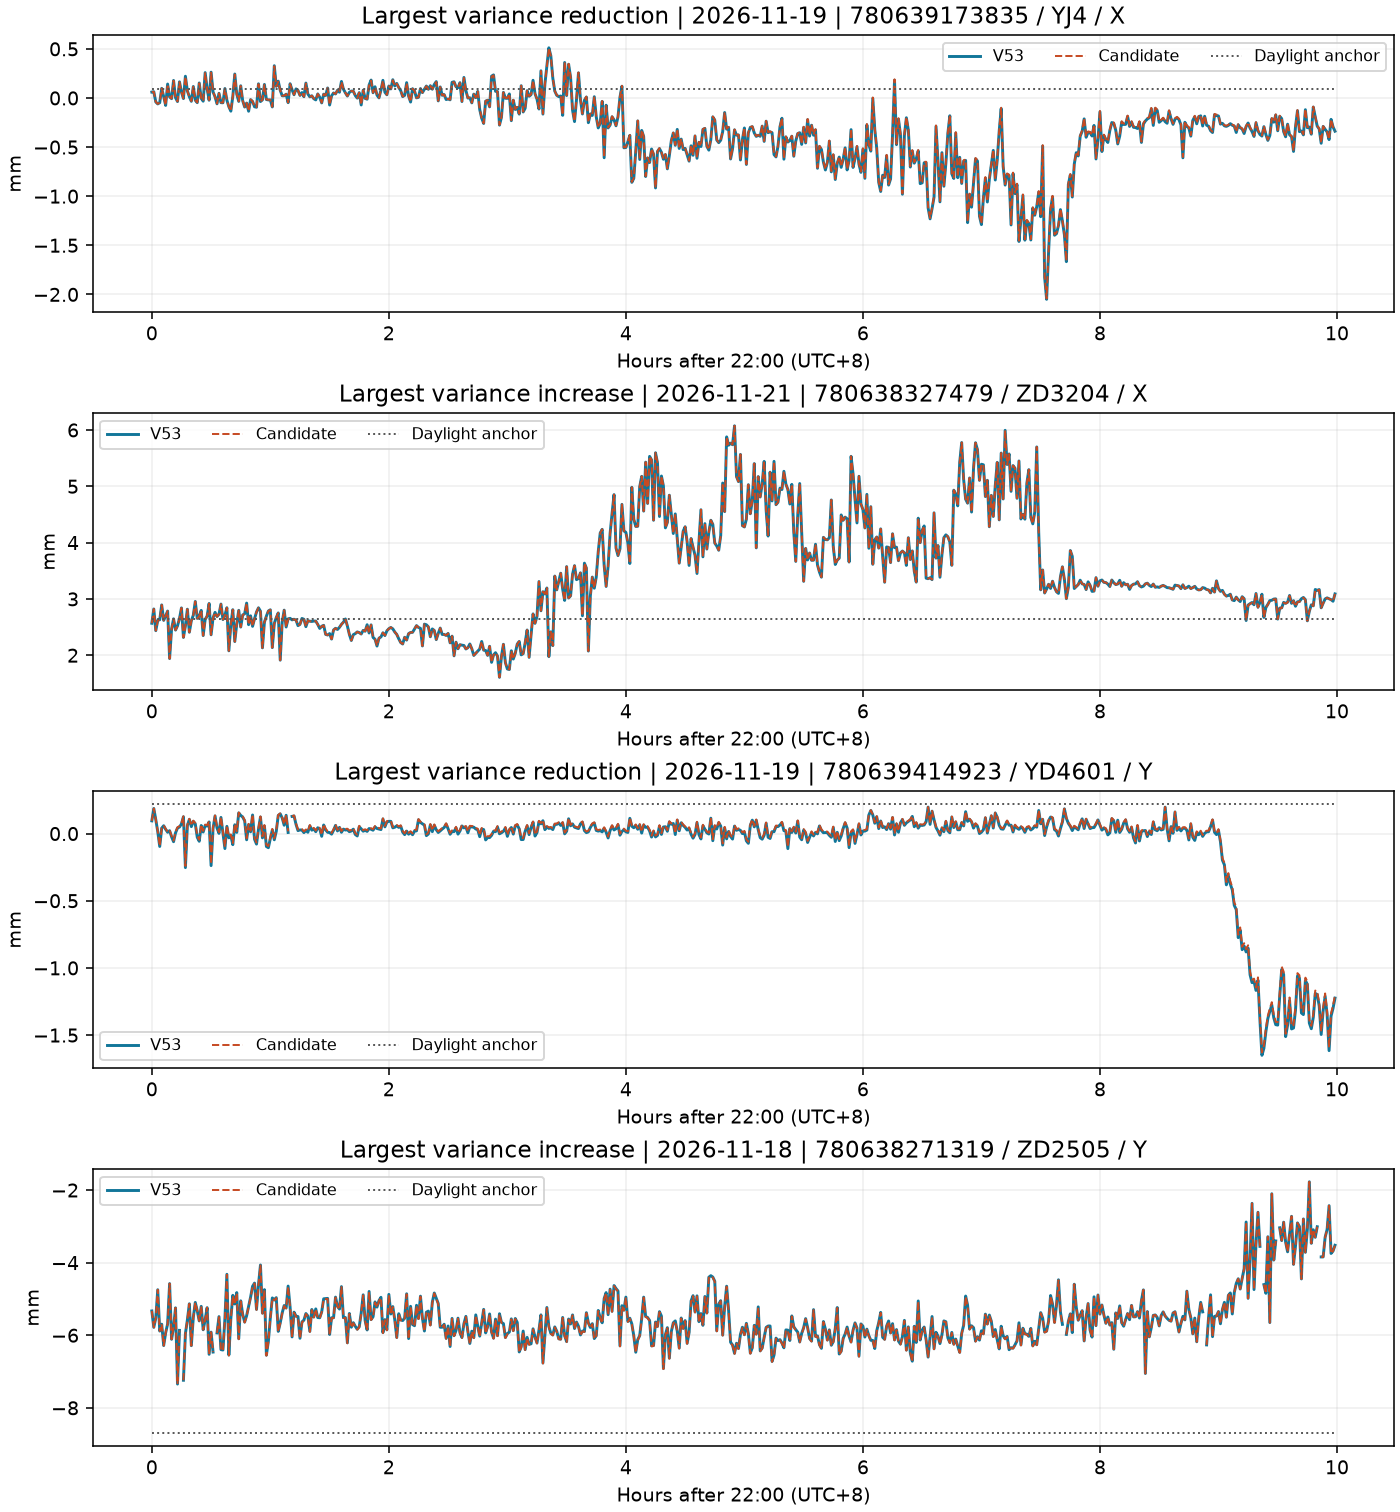 Largest variance reduction | 2026-11-19 | 780639173835 / YJ4 / X
V53 Candidate Daylight anchor
0.5
0.0
−0.5
−1.0
−1.5
−2.0
mm
0 2 4 6 8 10
Hours after 22:00 (UTC+8)
Largest variance increase | 2026-11-21 | 780638327479 / ZD3204 / X
V53 Candidate Daylight anchor
6
5
4
3
2
mm
0 2 4 6 8 10
Hours after 22:00 (UTC+8)
Largest variance reduction | 2026-11-19 | 780639414923 / YD4601 / Y
0.0
−0.5
−1.0
−1.5
mm
V53 Candidate Daylight anchor
0 2 4 6 8 10
Hours after 22:00 (UTC+8)
Largest variance increase | 2026-11-18 | 780638271319 / ZD2505 / Y
V53 Candidate Daylight anchor
−2
−4
−6
−8
mm
0 2 4 6 8 10
Hours after 22:00 (UTC+8)